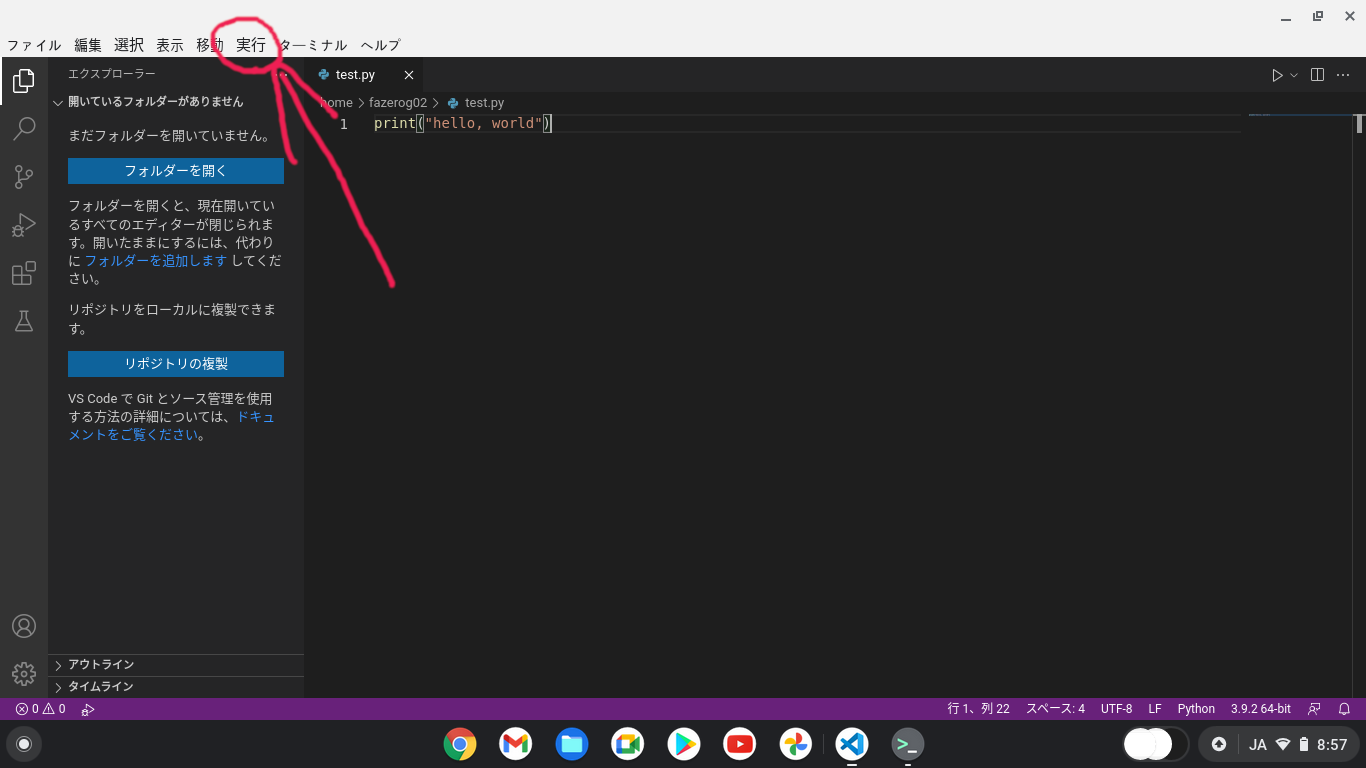 ファイル 編集 選択 表示 移動 実行 ターミナル ヘルプ
エクスプローラー
test.py
開いているフォルダーがありません
home fazerog02 test.py
まだフォルダーを開いていません。
1 print("hello, world")
フォルダーを開く
フォルダーを開くと、現在開いてい
るすべてのエディターが閉じられま
す。開いたままにするには、代わり
に フォルダーを追加します してくだ
さい。
リポジトリをローカルに複製できま
す。
リポジトリの複製
VS Code で Git とソース管理を使用
する方法の詳細については、ドキュ
メントをご覧ください。
アウトライン
タイムライン
0 0 行 1、列 22 スペース: 4 UTF-8 LF Python 3.9.2 64-bit
JA 8:57